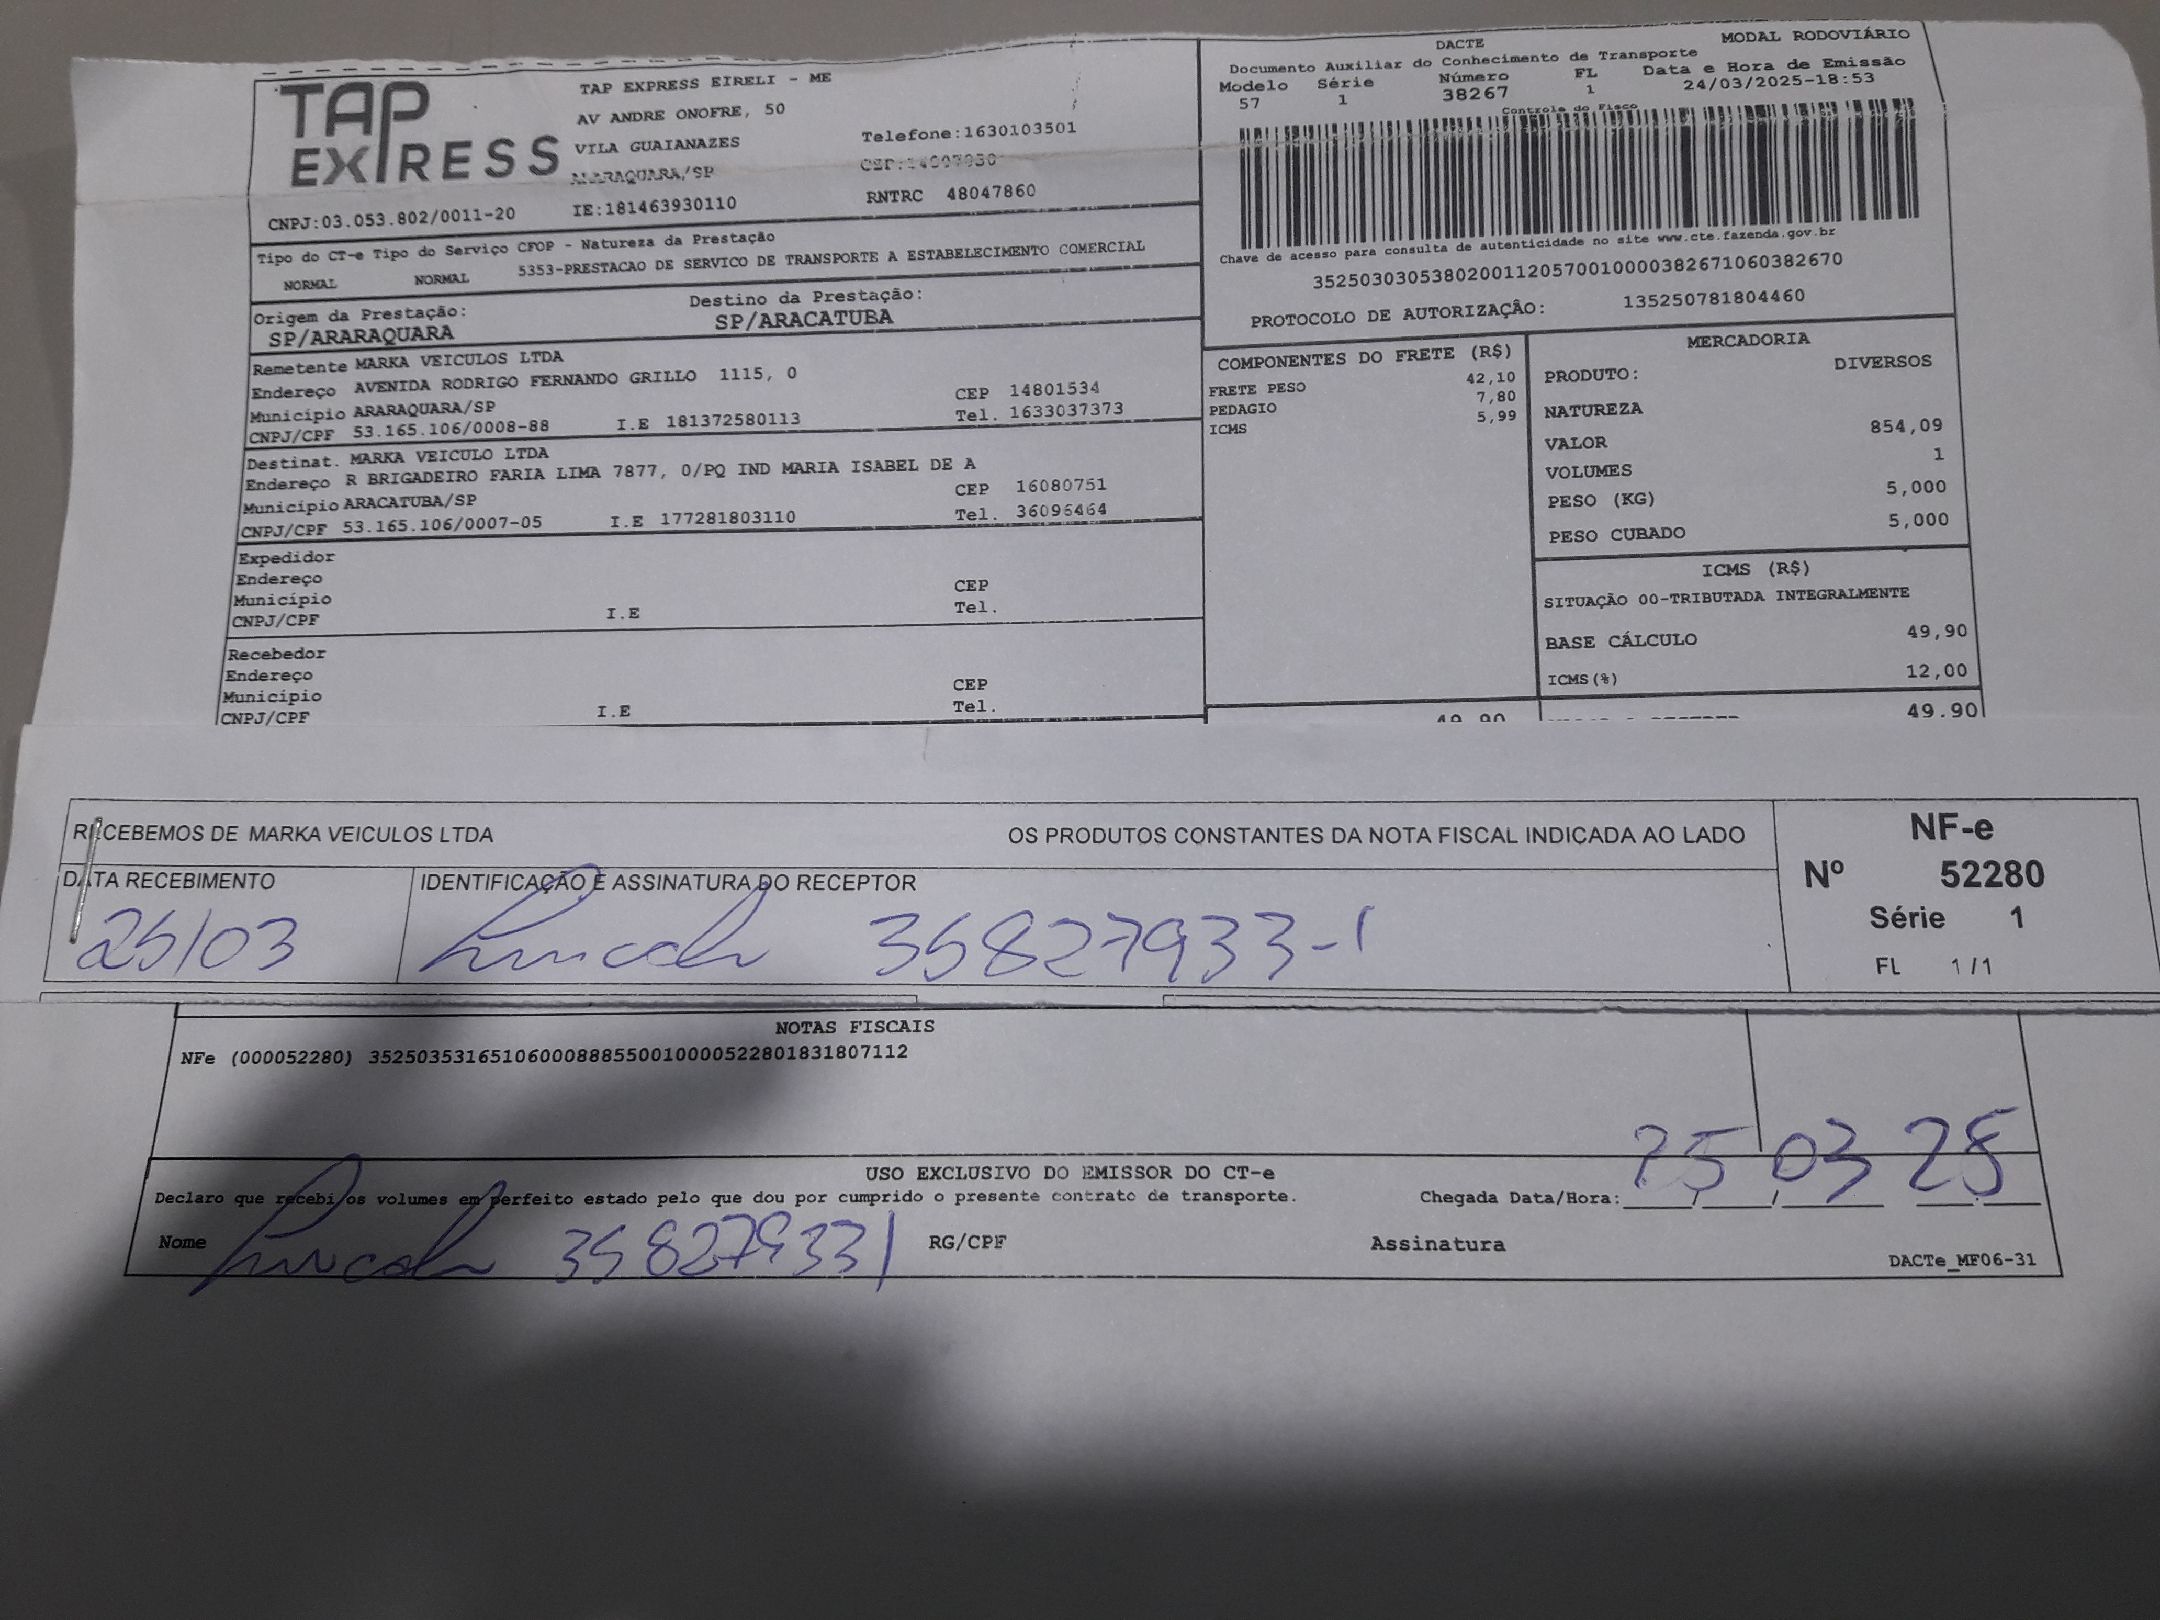 TAP EXPRESS
TAP EXPRESS EIRELI - ME
AV ANDRE ONOFRE, 50
VILA GUAIANAZES Telefone:1630103501
ARARAQUARA/SP
CNPJ:03.053.802/0011-20 IE:181463930110 RNTRC 48047860
Tipo do CT-e Tipo do Serviço CFOP - Natureza da Prestação
NORMAL NORMAL 5353-PRESTACAO DE SERVICO DE TRANSPORTE A ESTABELECIMENTO COMERCIAL
Origem da Prestação: Destino da Prestação:
SP/ARARAQUARA SP/ARACATUBA
Remetente MARKA VEICULOS LTDA
Endereço AVENIDA RODRIGO FERNANDO GRILLO 1115, 0 CEP 14801534
Município ARARAQUARA/SP Tel. 1633037373
CNPJ/CPF 53.165.106/0008-88 I.E 181372580113
Destinat. MARKA VEICULO LTDA
Endereço R BRIGADEIRO FARIA LIMA 7877, 0/PQ IND MARIA ISABEL DE A
Município ARACATUBA/SP CEP 16080751
CNPJ/CPF 53.165.106/0007-05 I.E 177281803110 Tel. 36096464
Expedidor
Endereço CEP
Município Tel.
CNPJ/CPF I.E
Recebedor
Endereço CEP
Município Tel.
CNPJ/CPF I.E
DACTE MODAL RODOVIÁRIO
Documento Auxiliar do Conhecimento de Transporte
Modelo Série Número FL Data e Hora de Emissão
57 1 38267 1 24/03/2025-18:53
Controle do Fisco
Chave de acesso para consulta de autenticidade no site www.cte.fazenda.gov.br
35250303053802001120570010000382671060382670
PROTOCOLO DE AUTORIZAÇÃO: 135250781804460
COMPONENTES DO FRETE (R$)
FRETE PESO 42,10
PEDAGIO 7,80
ICMS 5,99
49,90
MERCADORIA
PRODUTO: DIVERSOS
NATUREZA
VALOR 854,09
VOLUMES 1
PESO (KG) 5,000
PESO CUBADO 5,000
ICMS (R$)
SITUAÇÃO 00-TRIBUTADA INTEGRALMENTE
BASE CÁLCULO 49,90
ICMS(%) 12,00
49,90
RECEBEMOS DE MARKA VEICULOS LTDA OS PRODUTOS CONSTANTES DA NOTA FISCAL INDICADA AO LADO
DATA RECEBIMENTO IDENTIFICAÇÃO E ASSINATURA DO RECEPTOR
25/03 Lincoln 35827933-1
NF-e
Nº 52280
Série 1
FL 1/1
NOTAS FISCAIS
NFe (000052280) 35250353165106000888550010000522801831807112
USO EXCLUSIVO DO EMISSOR DO CT-e
Declaro que recebi os volumes em perfeito estado pelo que dou por cumprido o presente contrato de transporte. Chegada Data/Hora: 25 03 25
Nome Lincoln 358279331 RG/CPF Assinatura
DACTe_MF06-31